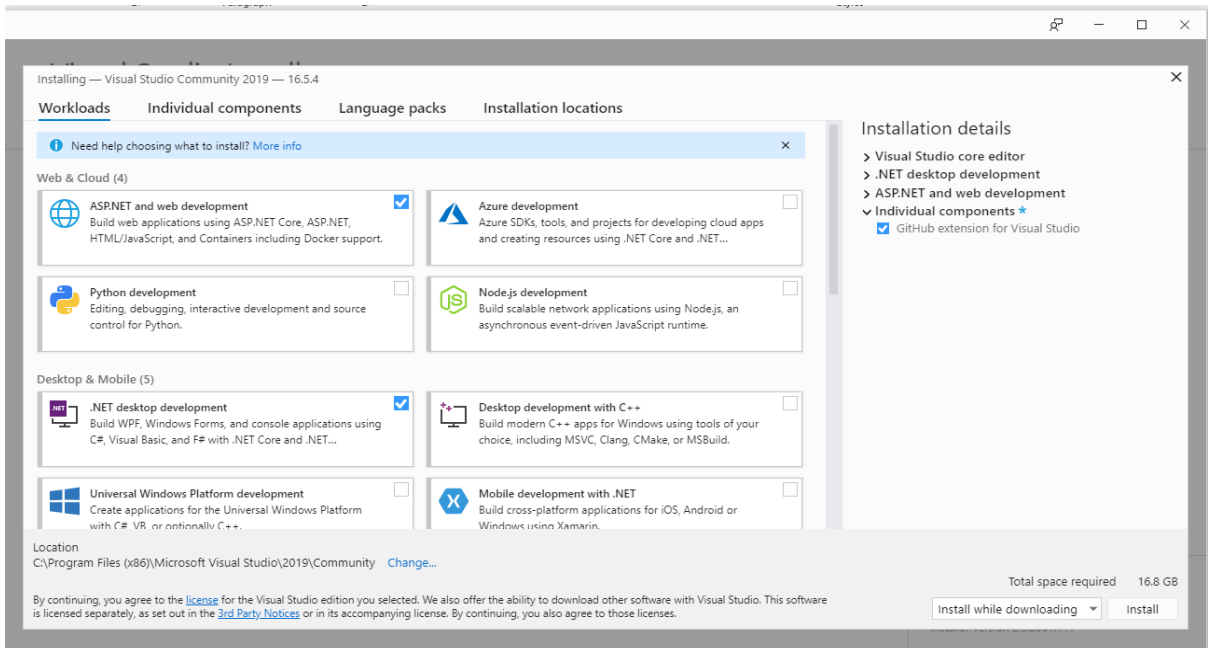 Installing — Visual Studio Community 2019 — 16.5.4
Workloads
Individual components
Language packs
Installation locations
Need help choosing what to install? More info
Web & Cloud (4)
ASP.NET and web development
Build web applications using ASP.NET Core, ASP.NET,
HTML/JavaScript, and Containers including Docker support.
Azure development
Azure SDKs, tools, and projects for developing cloud apps
and creating resources using .NET Core and .NET...
Python development
Editing, debugging, interactive development and source
control for Python.
Node.js development
Build scalable network applications using Node.js, an
asynchronous event-driven JavaScript runtime.
Desktop & Mobile (5)
.NET desktop development
Build WPF, Windows Forms, and console applications using
C#, Visual Basic, and F# with .NET Core and .NET...
Desktop development with C++
Build modern C++ apps for Windows using tools of your
choice, including MSVC, Clang, CMake, or MSBuild.
Universal Windows Platform development
Create applications for the Universal Windows Platform
with C#, VB, or optionally C++.
Mobile development with .NET
Build cross-platform applications for iOS, Android or
Windows using Xamarin.
Installation details
Visual Studio core editor
.NET desktop development
ASP.NET and web development
Individual components *
GitHub extension for Visual Studio
Location
C:\Program Files (x86)\Microsoft Visual Studio\2019\Community Change...
By continuing, you agree to the license for the Visual Studio edition you selected. We also offer the ability to download other software with Visual Studio. This software
is licensed separately, as set out in the 3rd Party Notices or in its accompanying license. By continuing, you also agree to those licenses.
Total space required 16.8 GB
Install while downloading
Install